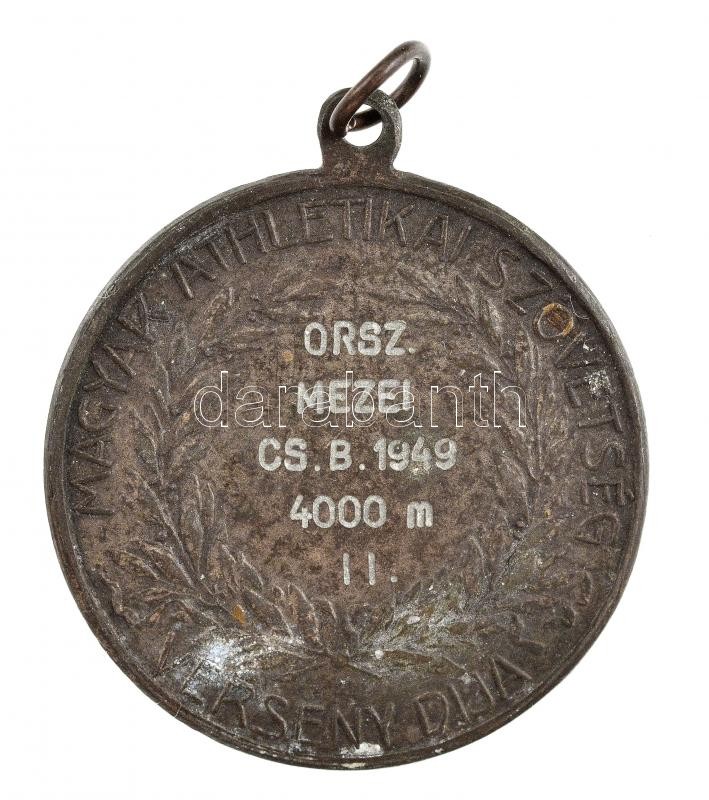 MAGYAR ATHLETIKAI SZÖVETSÉG
ORSZ.
MEZEI
CS. B. 1949
4000 m
II.
VERSENY DIJA
darabanth